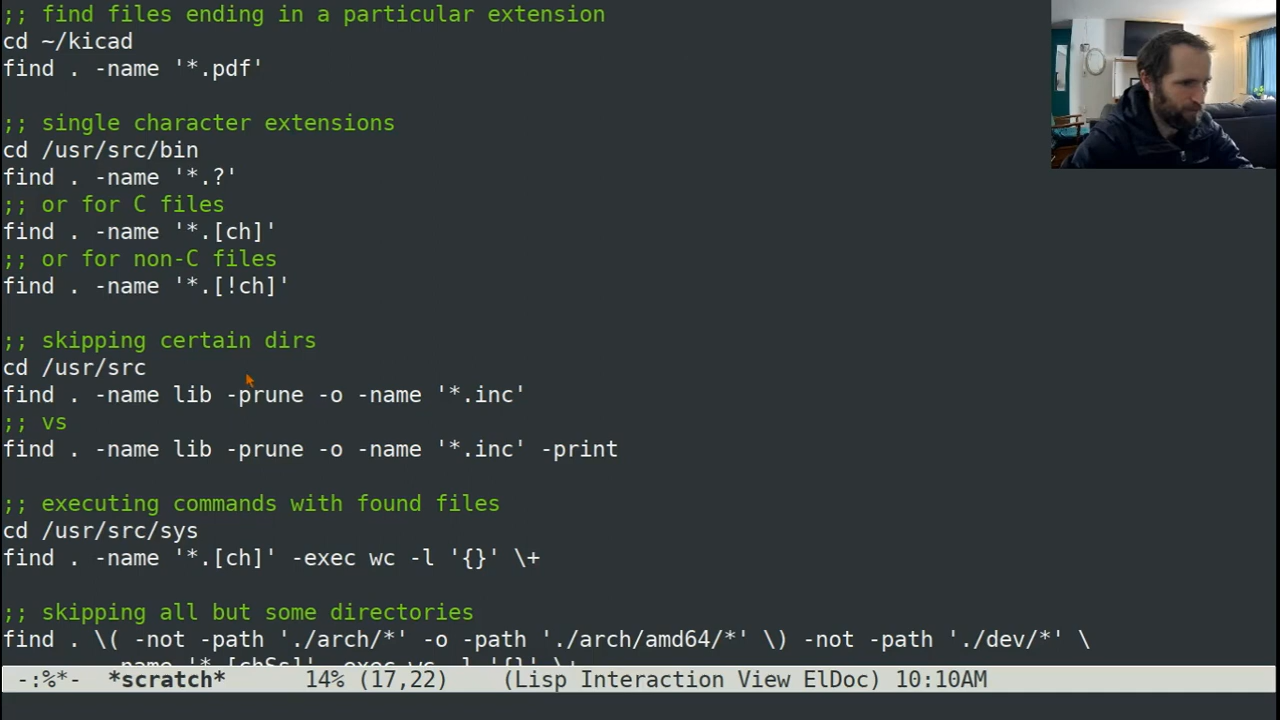 ;; find files ending in a particular extension
cd ~/kicad
find . -name '*.pdf'
;; single character extensions
cd /usr/src/bin
find . -name '*.?'
;; or for C files
find . -name '*.[ch]'
;; or for non-C files
find . -name '*.[!ch]'
;; skipping certain dirs
cd /usr/src
find . -name lib -prune -o -name '*.inc'
;; vs
find . -name lib -prune -o -name '*.inc' -print
;; executing commands with found files
cd /usr/src/sys
find . -name '*.[ch]' -exec wc -l '{}' \+
;; skipping all but some directories
find . \( -not -path './arch/*' -o -path './arch/amd64/*' \) -not -path './dev/*' \
-name '*.[chSs]' -exec wc -l '{}' \+
-:%*-  *scratch*      14% (17,22)    (Lisp Interaction View ElDoc) 10:10AM